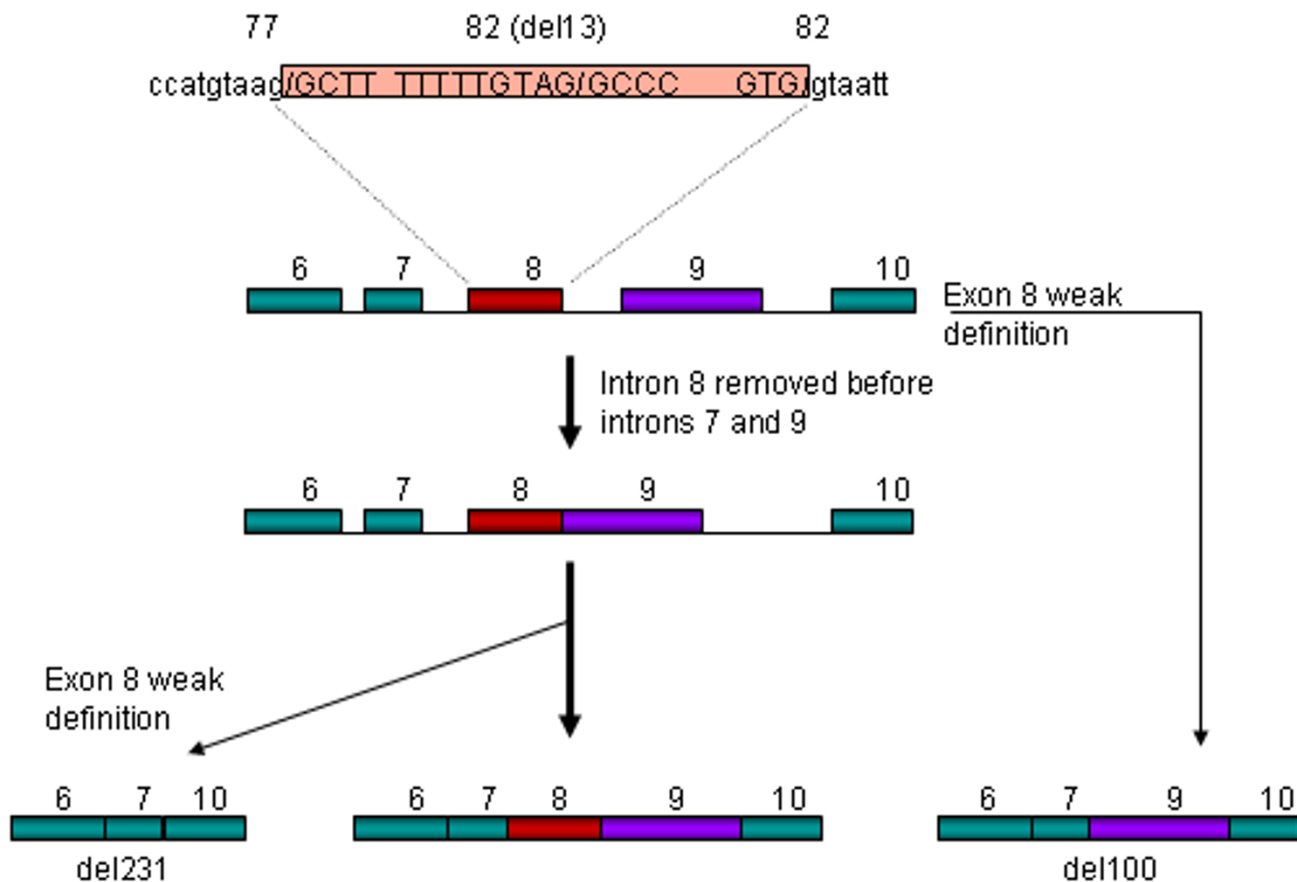 77 82 (del13) 82
ccatgtaag/GCTT TTTTTGTAG/GCCC GTG/gtaatt
6 7 8 9 10
Exon 8 weak
definition
Intron 8 removed before
introns 7 and 9
6 7 8 9 10
Exon 8 weak
definition
6 7 10
del231
6 7 8 9 10
6 7 9 10
del100